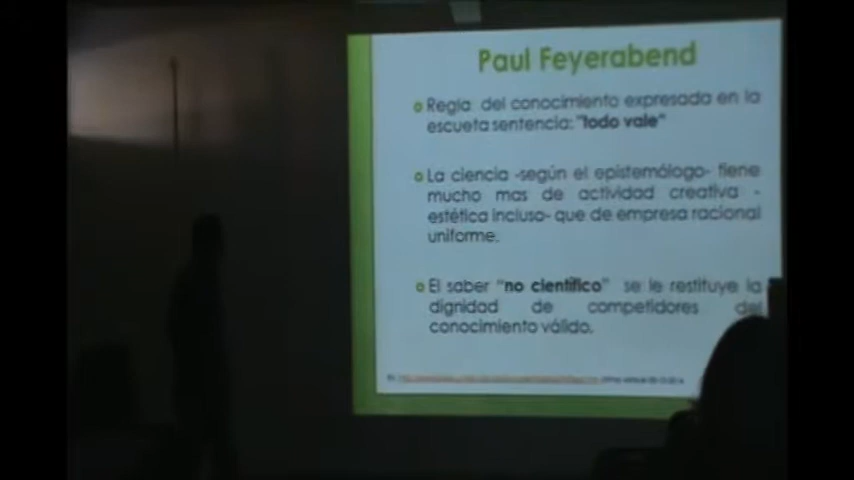 Paul Feyerabend
Regla del conocimiento expresada en la
escueta sentencia: "todo vale"
La ciencia -según el epistemólogo- tiene
mucho mas de actividad creativa -
estética incluso- que de empresa racional
uniforme.
El saber "no científico" se le restituye la
dignidad de competidores del
conocimiento válido.